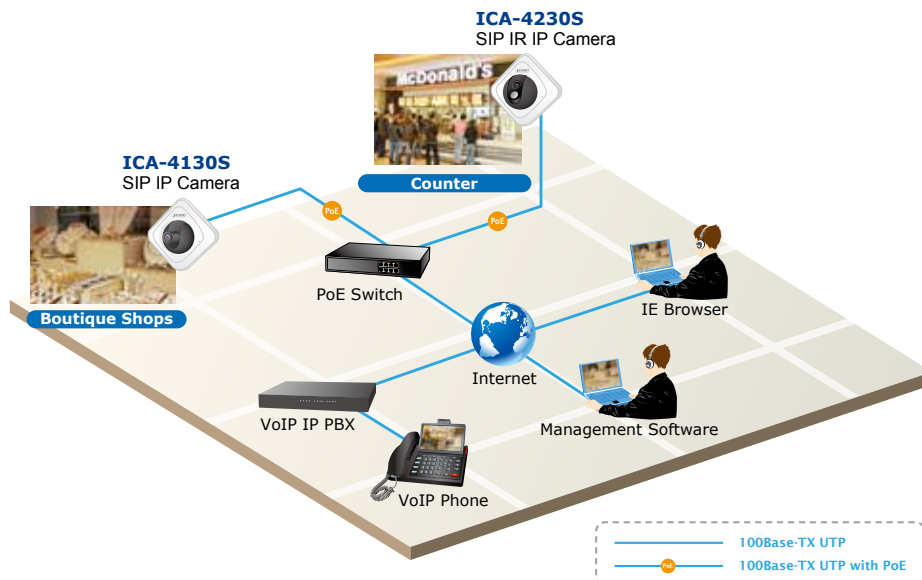 ICA-4230S
SIP IR IP Camera
McDonald's
Counter
ICA-4130S
SIP IP Camera
Boutique Shops
PoE
PoE
PoE Switch
IE Browser
Internet
Management Software
VoIP IP PBX
VoIP Phone
100Base-TX UTP
PoE
100Base-TX UTP with PoE